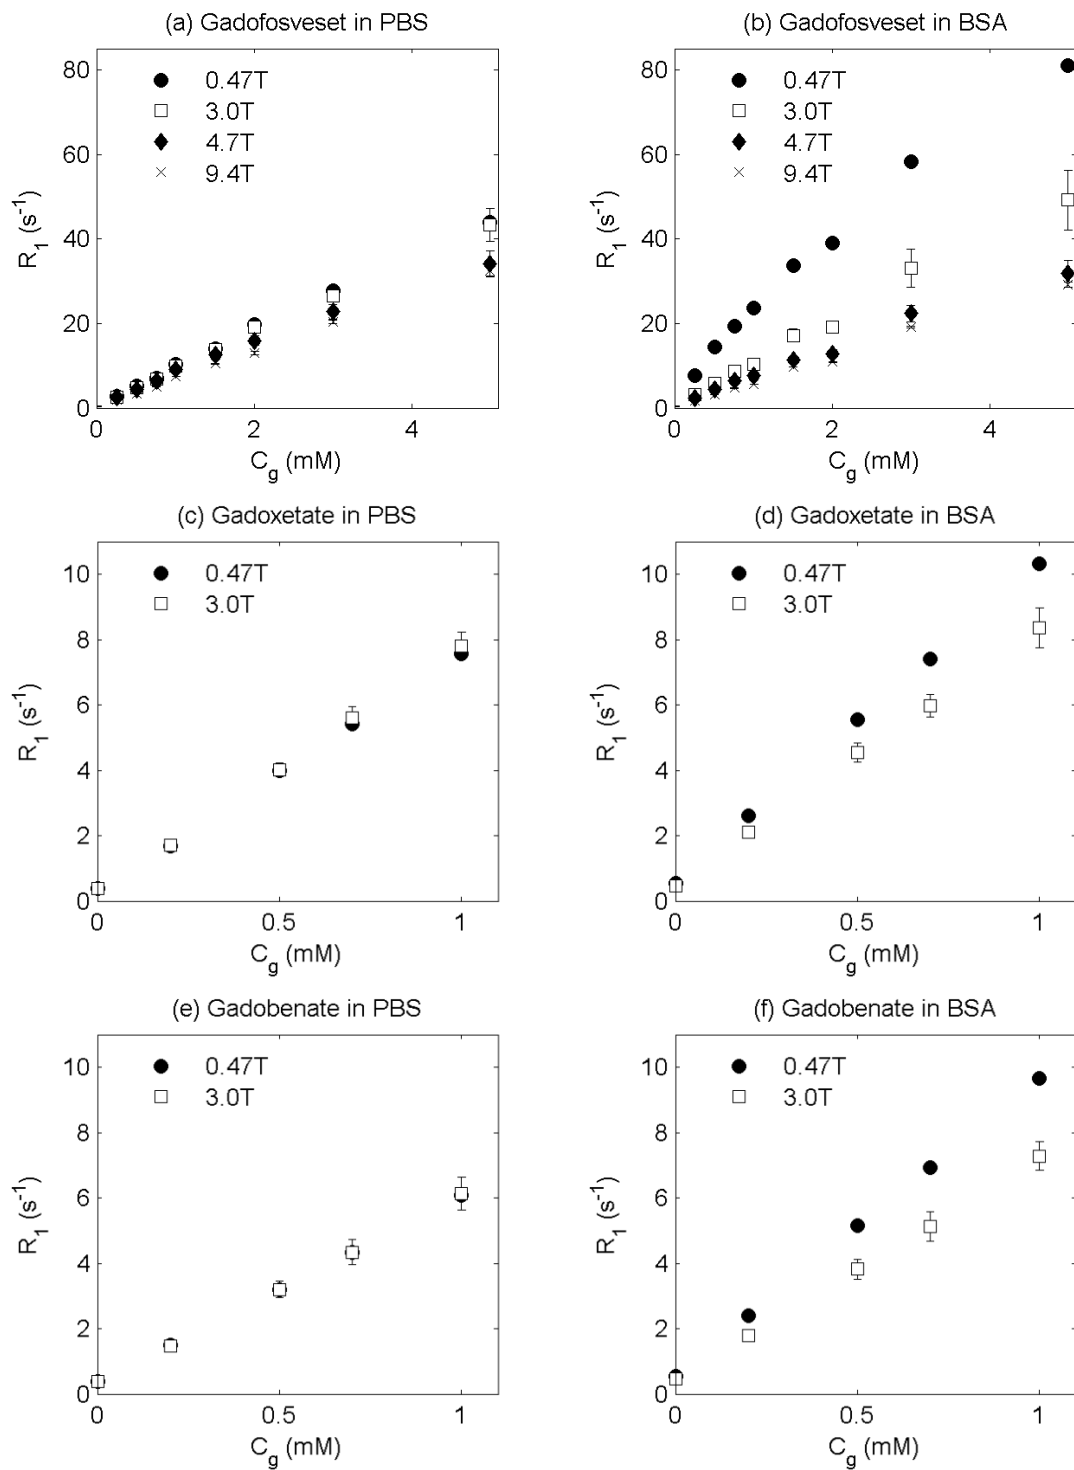 (a) Gadofosveset in PBS
80
60
40
20
0
R₁ (s⁻¹)
0.47T
3.0T
4.7T
9.4T
0 2 4
C_g (mM)
(b) Gadofosveset in BSA
80
60
40
20
0
R₁ (s⁻¹)
0.47T
3.0T
4.7T
9.4T
0 2 4
C_g (mM)
(c) Gadoxetate in PBS
10
8
6
4
2
0
R₁ (s⁻¹)
0.47T
3.0T
0 0.5 1
C_g (mM)
(d) Gadoxetate in BSA
10
8
6
4
2
0
R₁ (s⁻¹)
0.47T
3.0T
0 0.5 1
C_g (mM)
(e) Gadobenate in PBS
10
8
6
4
2
0
R₁ (s⁻¹)
0.47T
3.0T
0 0.5 1
C_g (mM)
(f) Gadobenate in BSA
10
8
6
4
2
0
R₁ (s⁻¹)
0.47T
3.0T
0 0.5 1
C_g (mM)